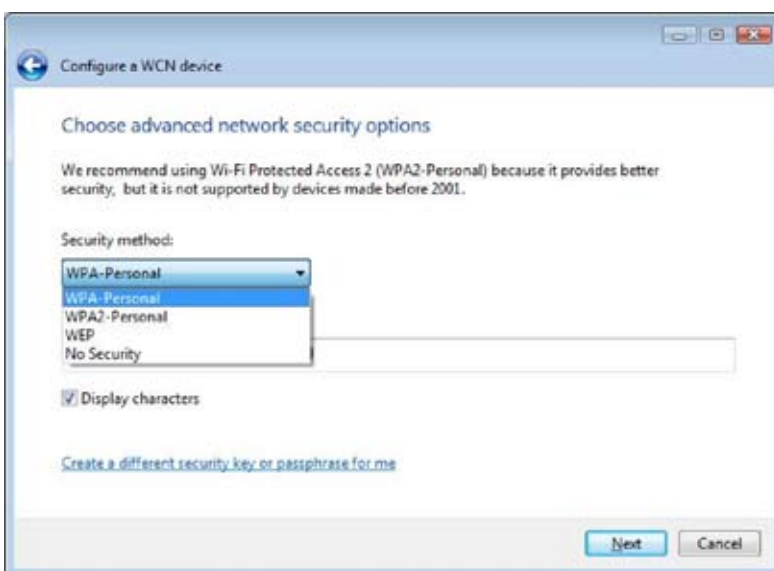 Configure a WCN device
Choose advanced network security options
We recommend using Wi-Fi Protected Access 2 (WPA2-Personal) because it provides better
security, but it is not supported by devices made before 2001.
Security method:
WPA-Personal
WPA-Personal
WPA2-Personal
WEP
No Security
Display characters
Create a different security key or passphrase for me
Next
Cancel